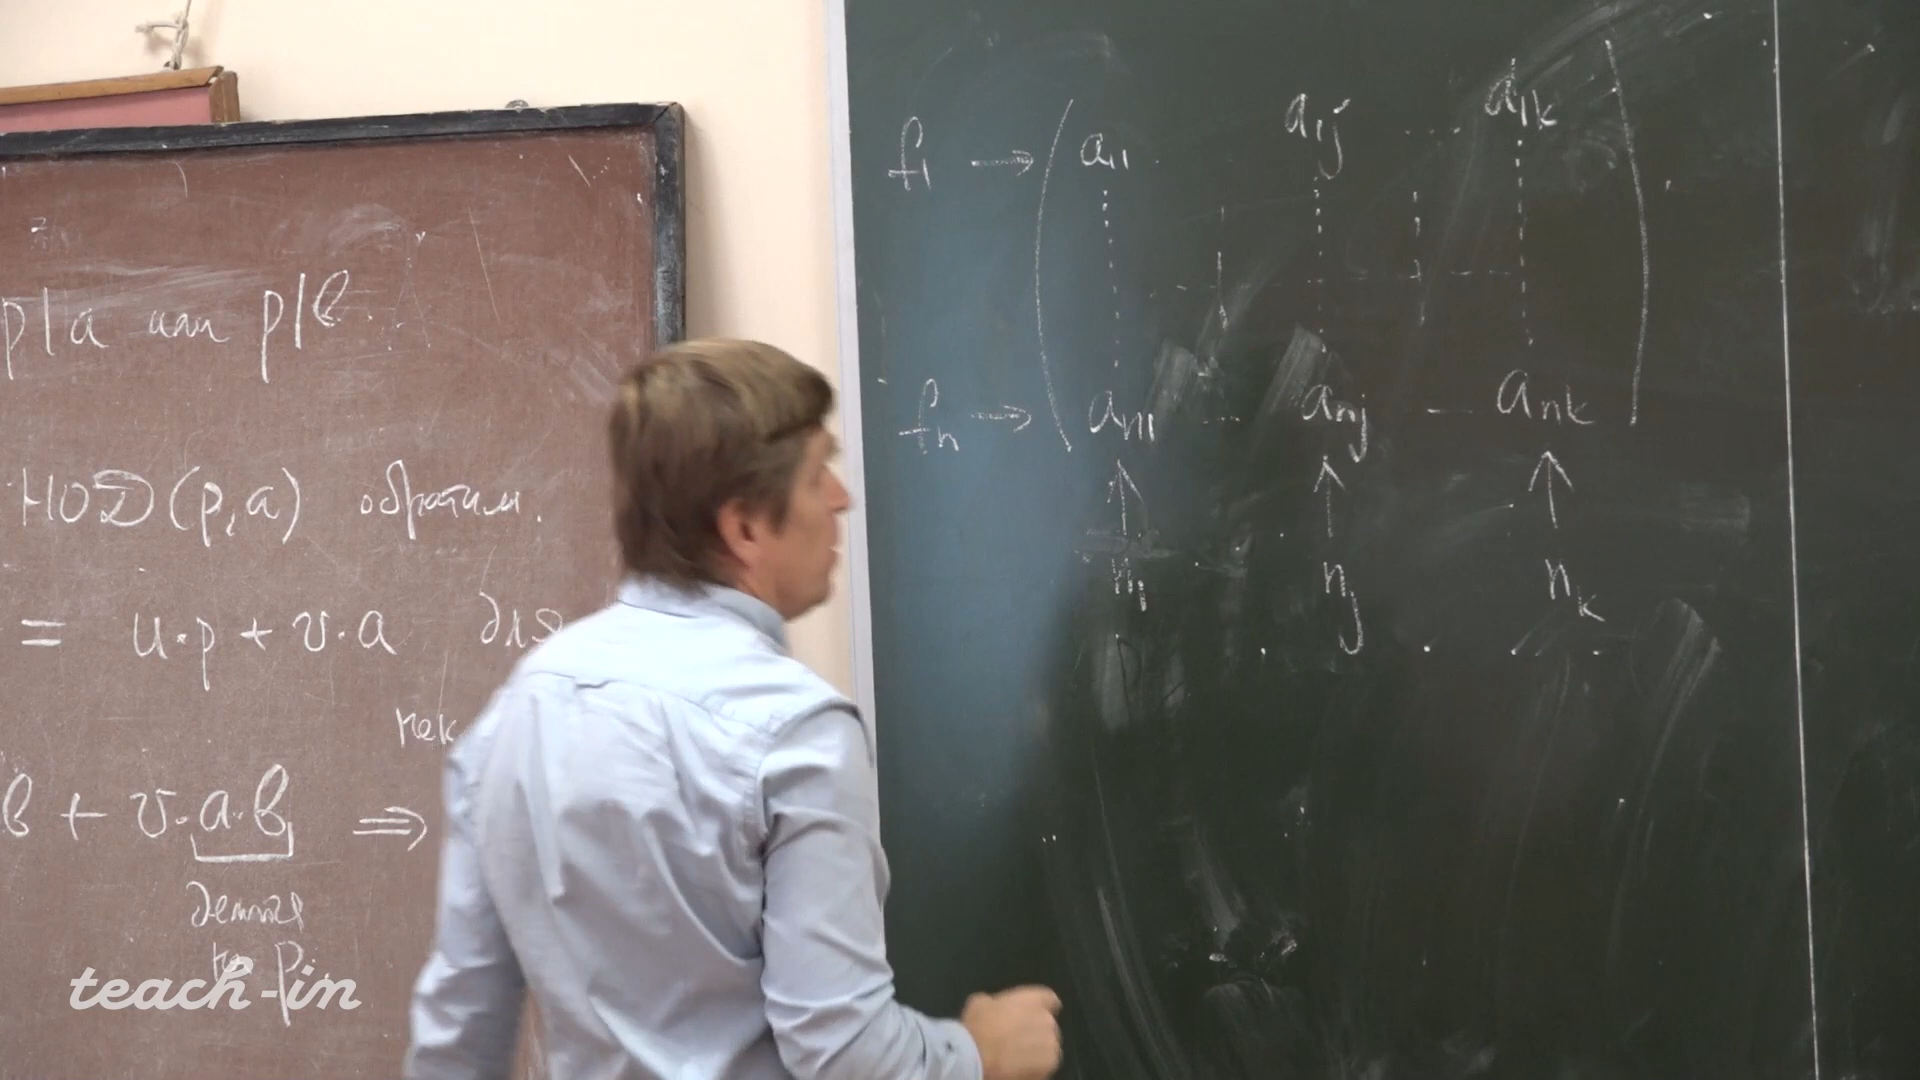 p|a или p|b.
НОД(p,a) обратим.
= u·p + v·a для
нек
b + v·a·b ⇒
делится
на p
f₁ → ( a₁₁ a₁ⱼ ... a₁ₖ )
fₙ → aₙ₁ ... aₙⱼ — aₙₖ
↑ ↑ ↑
n₁ nⱼ nₖ
teach-in